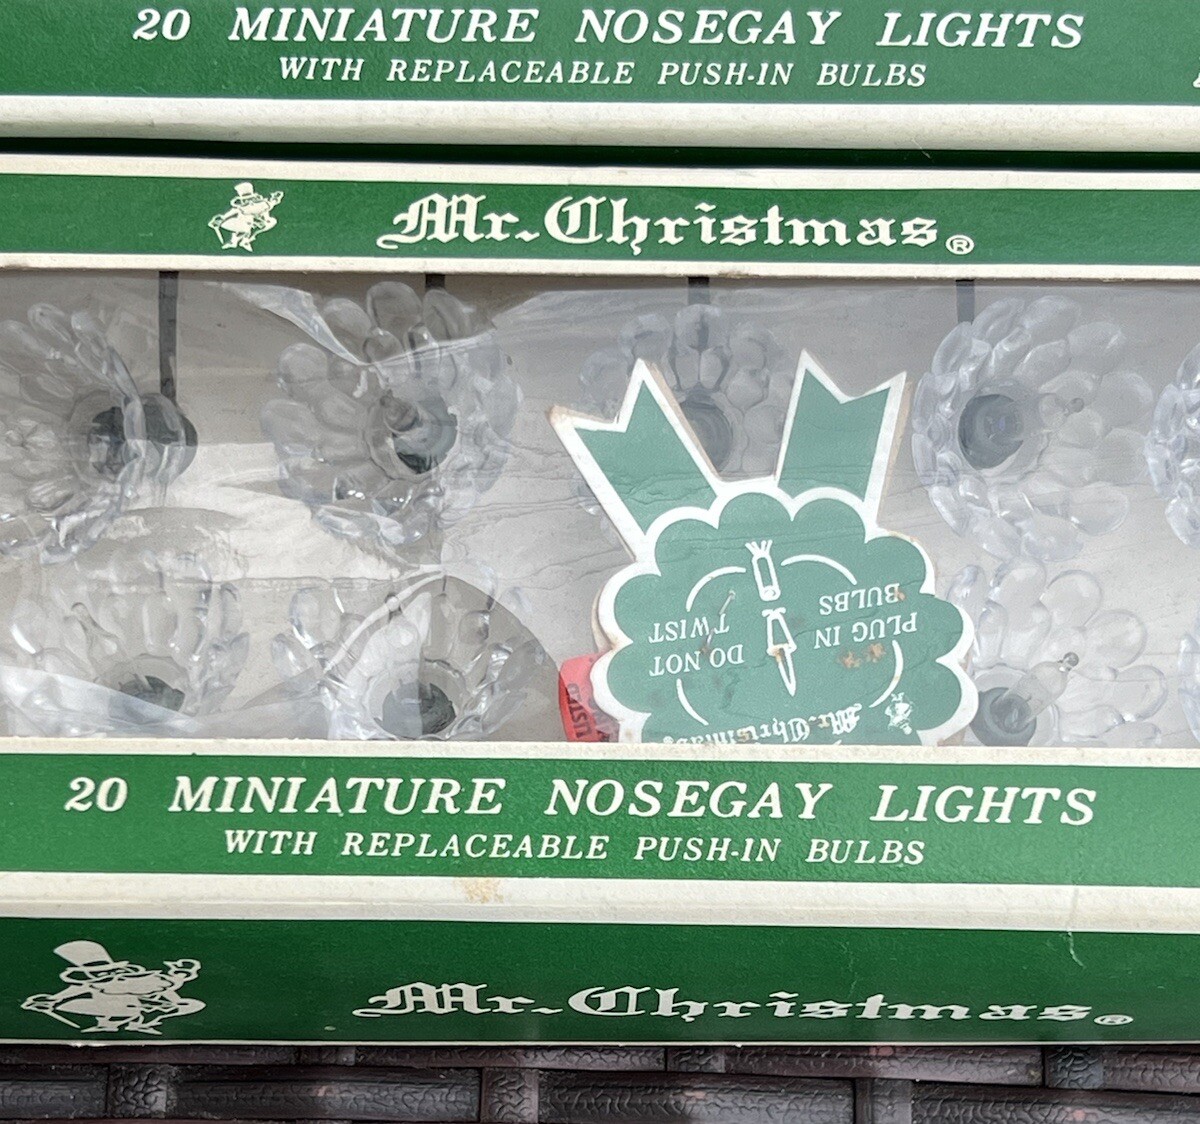 20 MINIATURE NOSEGAY LIGHTS
WITH REPLACEABLE PUSH-IN BULBS
Mr. Christmas®
PLUG IN
BULBS
DO NOT
TWIST
Mr. Christmas®
LISTED
20 MINIATURE NOSEGAY LIGHTS
WITH REPLACEABLE PUSH-IN BULBS
Mr. Christmas®